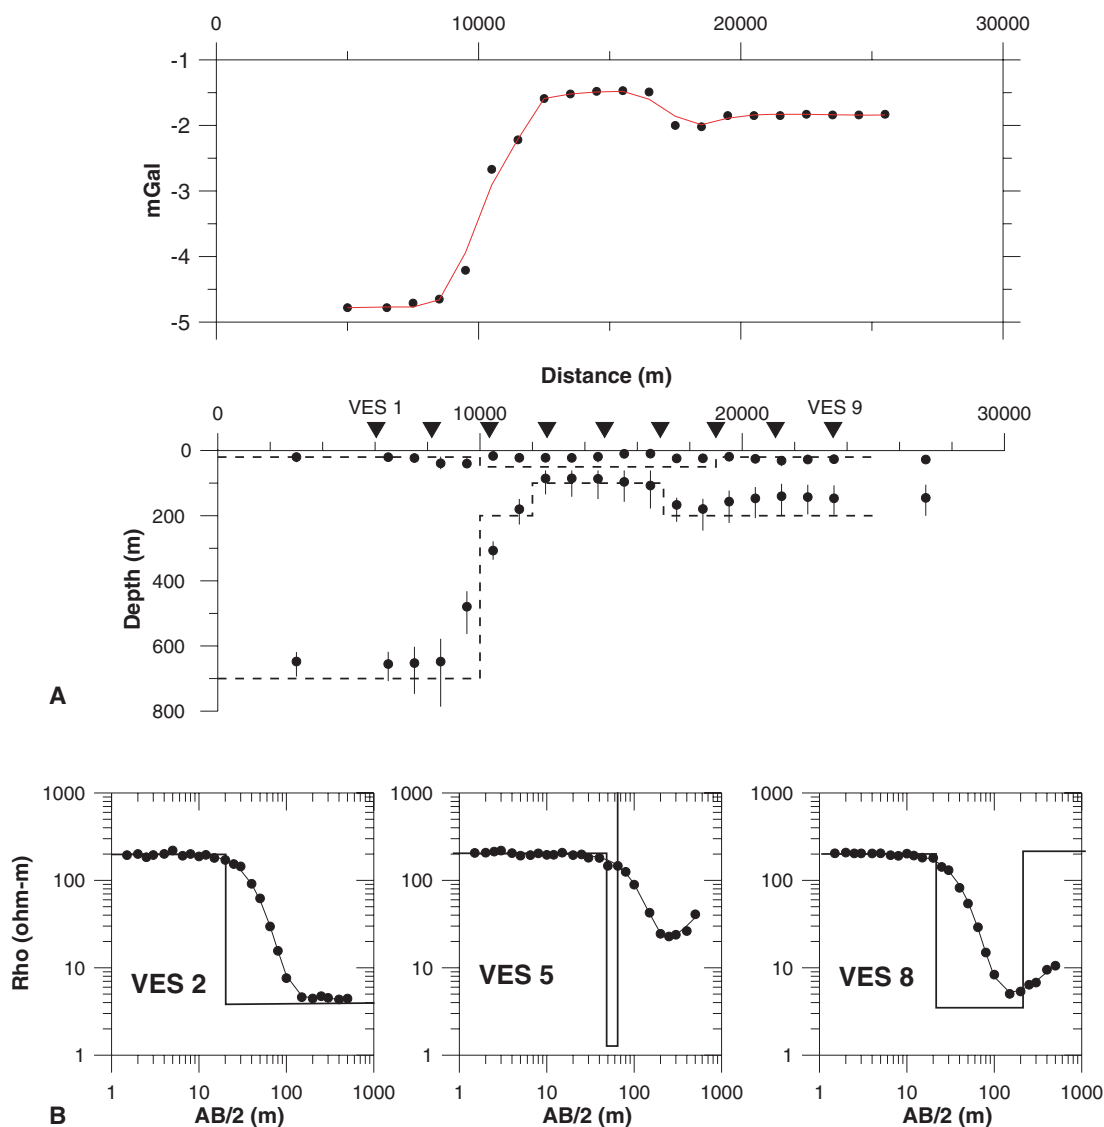 0 10000 20000 30000
-1
-2
-3
-4
-5
mGal
Distance (m)
0 VES 1 10000 20000 VES 9 30000
0
200
400
600
800
Depth (m)
A
1000
100
10
1
Rho (ohm-m)
VES 2
1 10 100 1000
AB/2 (m)
1000
100
10
1
VES 5
1 10 100 1000
AB/2 (m)
1000
100
10
1
VES 8
1 10 100 1000
AB/2 (m)
B